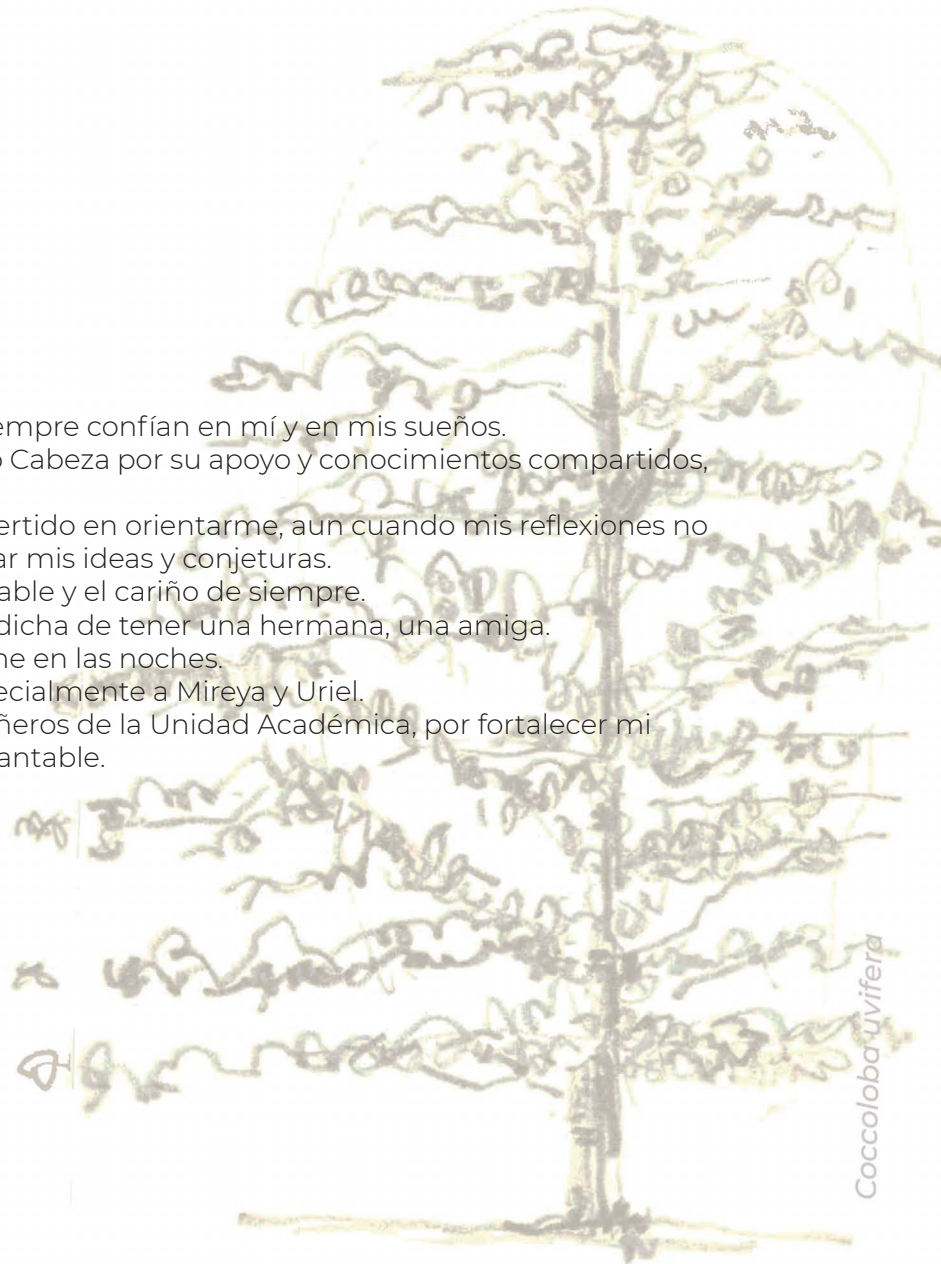 empre confían en mí y en mis sueños.
Cabeza por su apoyo y conocimientos compartidos,
ertido en orientarme, aun cuando mis reflexiones no
ar mis ideas y conjeturas.
able y el cariño de siempre.
dicha de tener una hermana, una amiga.
ne en las noches.
ecialmente a Mireya y Uriel.
ñeros de la Unidad Académica, por fortalecer mi
antable.
Coccoloba uvifera